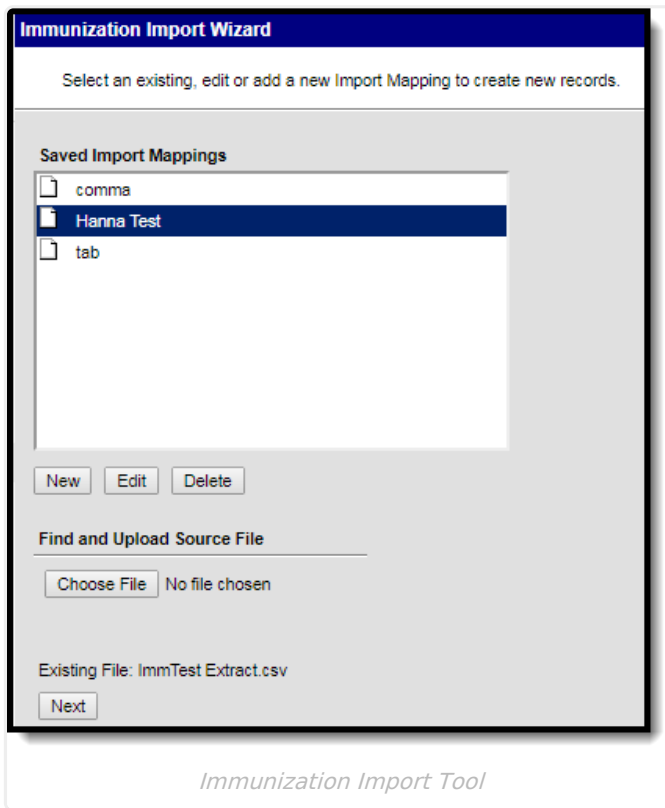 Immunization Import Wizard
Select an existing, edit or add a new Import Mapping to create new records.
Saved Import Mappings
comma
Hanna Test
tab
New Edit Delete
Find and Upload Source File
Choose File No file chosen
Existing File: ImmTest Extract.csv
Next
Immunization Import Tool